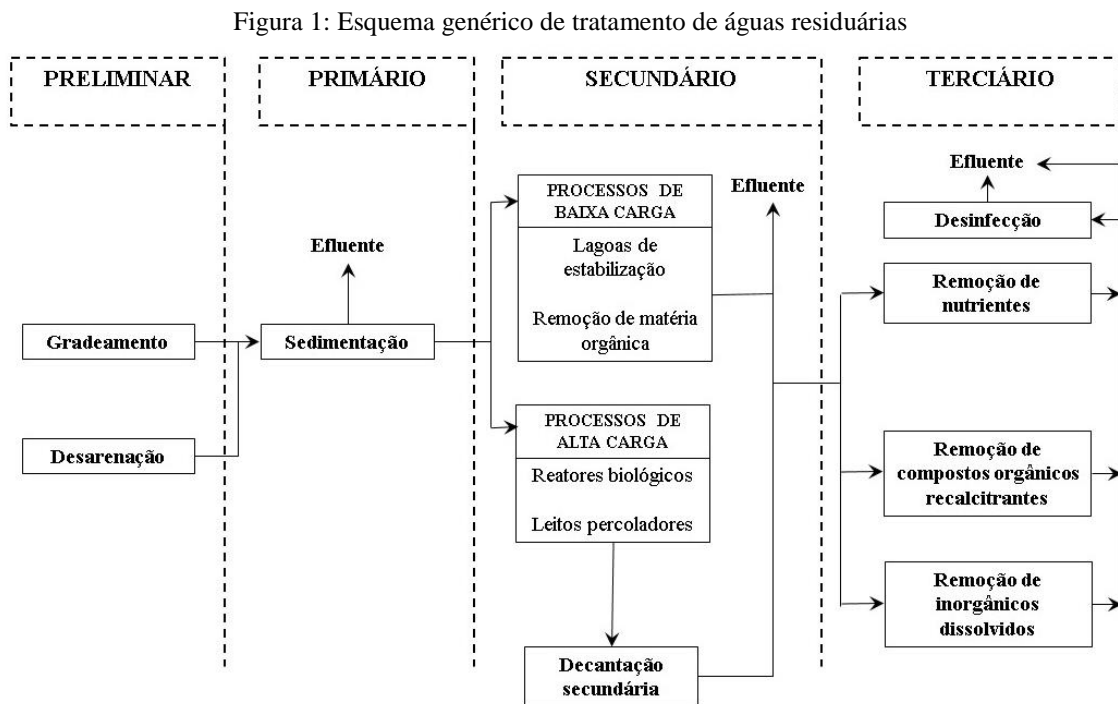 Figura 1: Esquema genérico de tratamento de águas residuárias
PRELIMINAR
PRIMÁRIO
SECUNDÁRIO
TERCIÁRIO
Gradeamento
Desarenação
Efluente
Sedimentação
PROCESSOS DE
BAIXA CARGA
Lagoas de
estabilização
Remoção de matéria
orgânica
PROCESSOS DE
ALTA CARGA
Reatores biológicos
Leitos percoladores
Decantação
secundária
Efluente
Efluente
Desinfecção
Remoção de
nutrientes
Remoção de
compostos orgânicos
recalcitrantes
Remoção de
inorgânicos
dissolvidos